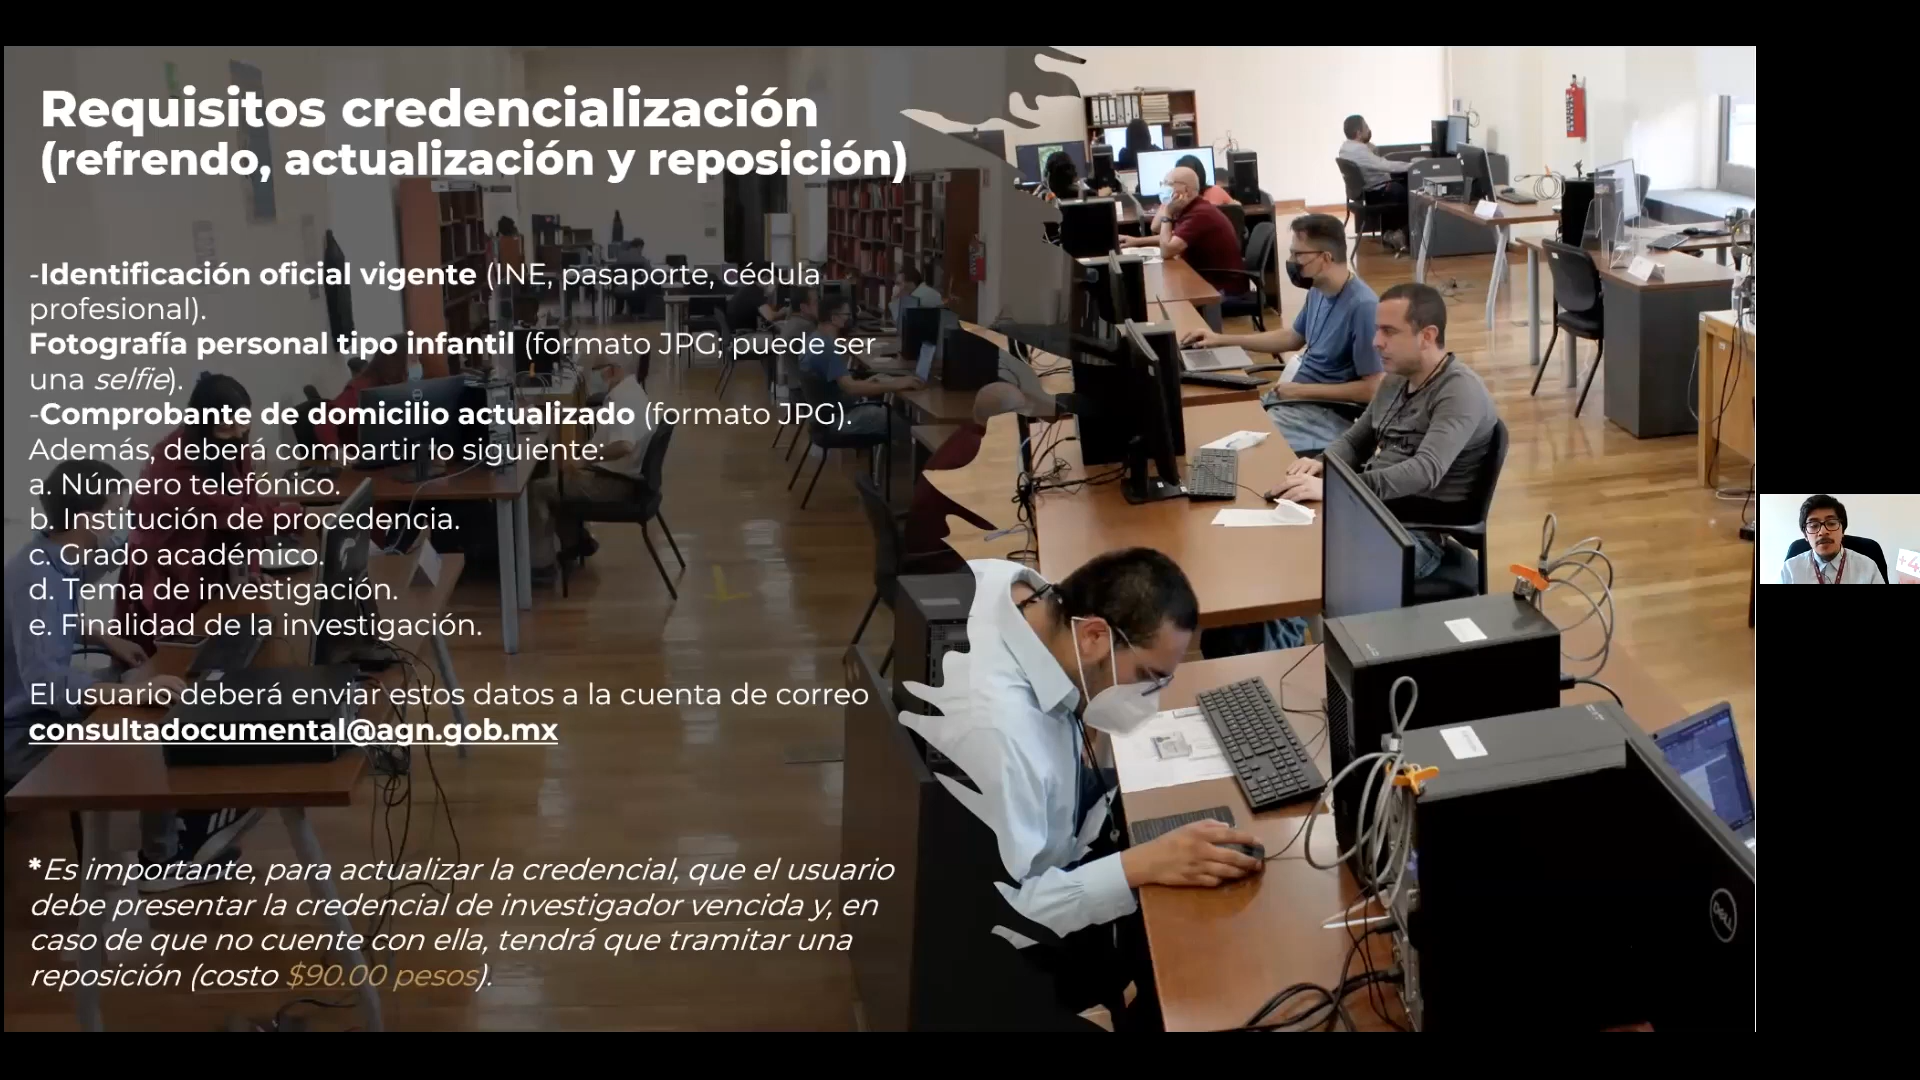 Requisitos credencialización
(refrendo, actualización y reposición)
-Identificación oficial vigente (INE, pasaporte, cédula
profesional).
Fotografía personal tipo infantil (formato JPG; puede ser
una selfie).
-Comprobante de domicilio actualizado (formato JPG).
Además, deberá compartir lo siguiente:
a. Número telefónico.
b. Institución de procedencia.
c. Grado académico.
d. Tema de investigación.
e. Finalidad de la investigación.
El usuario deberá enviar estos datos a la cuenta de correo
consultadocumental@agn.gob.mx
*Es importante, para actualizar la credencial, que el usuario
debe presentar la credencial de investigador vencida y, en
caso de que no cuente con ella, tendrá que tramitar una
reposición (costo $90.00 pesos).
DELL